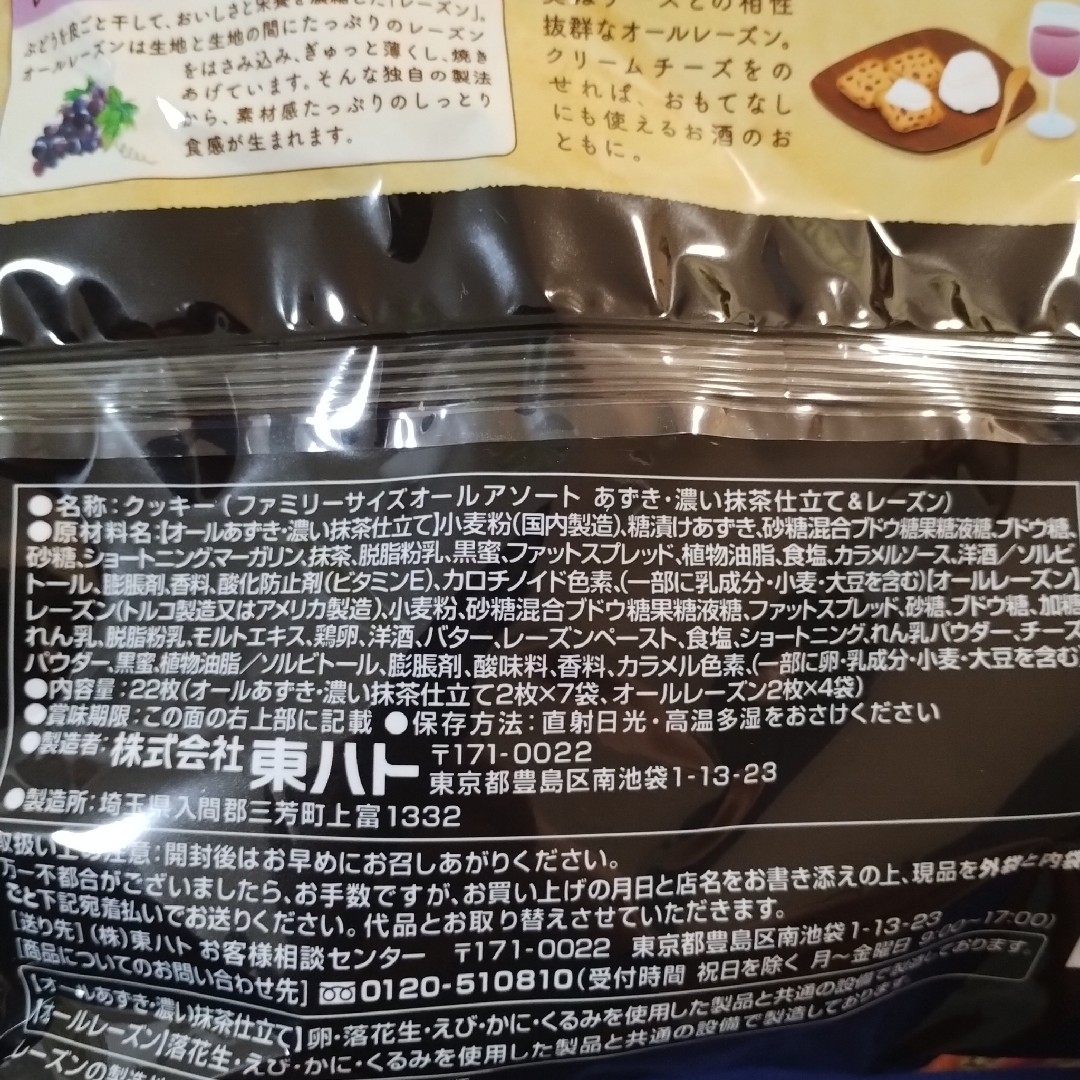 ぶどうを皮ごと干して、おいしさと栄養を凝縮した「レーズン」。
オールレーズンは生地と生地の間にたっぷりのレーズン
をはさみ込み、ぎゅっと薄くし、焼き
あげています。そんな独自の製法
から、素材感たっぷりのしっとり
食感が生まれます。
実はチーズとの相性
抜群なオールレーズン。
クリームチーズをの
せれば、おもてなし
にも使えるお酒のお
ともに。
●名称:クッキー(ファミリーサイズオールアソート あずき・濃い抹茶仕立て&レーズン)
●原材料名:【オールあずき・濃い抹茶仕立て】小麦粉(国内製造)、糖漬けあずき、砂糖混合ブドウ糖果糖液糖、ブドウ糖、
砂糖、ショートニング、マーガリン、抹茶、脱脂粉乳、黒蜜、ファットスプレッド、植物油脂、食塩、カラメルソース、洋酒/ソルビ
トール、膨脹剤、香料、酸化防止剤(ビタミンE)、カロチノイド色素、(一部に乳成分・小麦・大豆を含む)【オールレーズン】
レーズン(トルコ製造又はアメリカ製造)、小麦粉、砂糖混合ブドウ糖果糖液糖、ファットスプレッド、砂糖、ブドウ糖、加糖
れん乳、脱脂粉乳、モルトエキス、鶏卵、洋酒、バター、レーズンペースト、食塩、ショートニング、れん乳パウダー、チーズ
パウダー、黒蜜、植物油脂/ソルビトール、膨脹剤、酸味料、香料、カラメル色素、(一部に卵・乳成分・小麦・大豆を含む)
●内容量:22枚(オールあずき・濃い抹茶仕立て2枚×7袋、オールレーズン2枚×4袋)
●賞味期限:この面の右上部に記載 ●保存方法:直射日光・高温多湿をおさけください
●製造者:株式会社 東ハト 〒171-0022
東京都豊島区南池袋1-13-23
●製造所:埼玉県入間郡三芳町上富1332
取扱い上の注意:開封後はお早めにお召しあがりください。
万一不都合がございましたら、お手数ですが、お買い上げの月日と店名をお書き添えの上、現品を外袋と内袋
ごと下記宛着払いでお送りください。代品とお取り替えさせていただきます。
[送り先](株)東ハト お客様相談センター 〒171-0022 東京都豊島区南池袋1-13-23
[商品についてのお問い合わせ先] 0120-510810(受付時間 祝日を除く 月〜金曜日 9:00〜17:00)
【オールあずき・濃い抹茶仕立て】卵・落花生・えび・かに・くるみを使用した製品と共通の設備で製造しております。
【オールレーズン】落花生・えび・かに・くるみを使用した製品と共通の設備で製造しております。
レーズンの製造